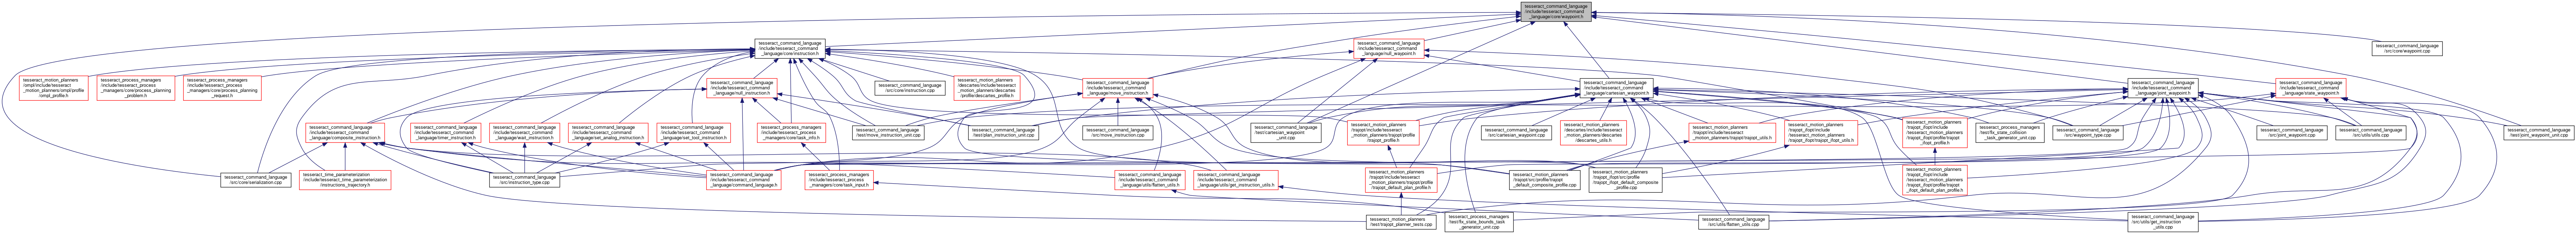 tesseract_command_language
/include/tesseract_command
_language/core/waypoint.h
tesseract_command_language
/include/tesseract_command
_language/core/instruction.h
tesseract_command_language
/include/tesseract_command
_language/null_waypoint.h
tesseract_command_language
/src/core/waypoint.cpp
tesseract_motion_planners
/ompl/include/tesseract
_motion_planners/ompl/profile
/ompl_profile.h
tesseract_process_managers
/include/tesseract_process
_managers/core/process_planning
_problem.h
tesseract_process_managers
/include/tesseract_process
_managers/core/process_planning
_request.h
tesseract_command_language
/include/tesseract_command
_language/null_instruction.h
tesseract_command_language
/src/core/instruction.cpp
tesseract_motion_planners
/descartes/include/tesseract
_motion_planners/descartes
/profile/descartes_profile.h
tesseract_command_language
/include/tesseract_command
_language/move_instruction.h
tesseract_command_language
/include/tesseract_command
_language/cartesian_waypoint.h
tesseract_command_language
/include/tesseract_command
_language/joint_waypoint.h
tesseract_command_language
/include/tesseract_command
_language/state_waypoint.h
tesseract_command_language
/include/tesseract_command
_language/composite_instruction.h
tesseract_command_language
/include/tesseract_command
_language/timer_instruction.h
tesseract_command_language
/include/tesseract_command
_language/wait_instruction.h
tesseract_command_language
/include/tesseract_command
_language/set_analog_instruction.h
tesseract_command_language
/include/tesseract_command
_language/set_tool_instruction.h
tesseract_process_managers
/include/tesseract_process
_managers/core/task_info.h
tesseract_command_language
/test/move_instruction_unit.cpp
tesseract_command_language
/test/plan_instruction_unit.cpp
tesseract_command_language
/src/move_instruction.cpp
tesseract_command_language
/test/cartesian_waypoint
_unit.cpp
tesseract_motion_planners
/trajopt/include/tesseract
_motion_planners/trajopt/profile
/trajopt_profile.h
tesseract_command_language
/src/cartesian_waypoint.cpp
tesseract_motion_planners
/descartes/include/tesseract
_motion_planners/descartes
/descartes_utils.h
tesseract_motion_planners
/trajopt/include/tesseract
_motion_planners/trajopt/trajopt_utils.h
tesseract_motion_planners
/trajopt_ifopt/include
/tesseract_motion_planners
/trajopt_ifopt/trajopt_ifopt_utils.h
tesseract_motion_planners
/trajopt_ifopt/include
/tesseract_motion_planners
/trajopt_ifopt/profile/trajopt
_ifopt_profile.h
tesseract_process_managers
/test/fix_state_collision
_task_generator_unit.cpp
tesseract_command_language
/src/waypoint_type.cpp
tesseract_command_language
/src/joint_waypoint.cpp
tesseract_command_language
/src/utils/utils.cpp
tesseract_command_language
/test/joint_waypoint_unit.cpp
tesseract_command_language
/src/core/serialization.cpp
tesseract_time_parameterization
/include/tesseract_time_parameterization
/instructions_trajectory.h
tesseract_command_language
/src/instruction_type.cpp
tesseract_command_language
/include/tesseract_command
_language/command_language.h
tesseract_process_managers
/include/tesseract_process
_managers/core/task_input.h
tesseract_command_language
/include/tesseract_command
_language/utils/flatten_utils.h
tesseract_command_language
/include/tesseract_command
_language/utils/get_instruction_utils.h
tesseract_motion_planners
/trajopt/include/tesseract
_motion_planners/trajopt/profile
/trajopt_default_plan_profile.h
tesseract_motion_planners
/trajopt/src/profile/trajopt
_default_composite_profile.cpp
tesseract_motion_planners
/trajopt_ifopt/src/profile
/trajopt_ifopt_default_composite
_profile.cpp
tesseract_motion_planners
/trajopt_ifopt/include
/tesseract_motion_planners
/trajopt_ifopt/profile/trajopt
_ifopt_default_plan_profile.h
tesseract_motion_planners
/test/trajopt_planner_tests.cpp
tesseract_process_managers
/test/fix_state_bounds_task
_generator_unit.cpp
tesseract_command_language
/src/utils/flatten_utils.cpp
tesseract_command_language
/src/utils/get_instruction
_utils.cpp